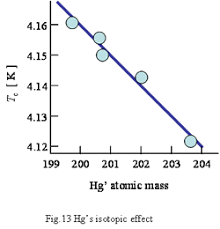 4.16
4.15
4.14
4.13
4.12
T_c [ K ]
199 200 201 202 203 204
Hg' atomic mass
Fig.13 Hg's isotopic effect